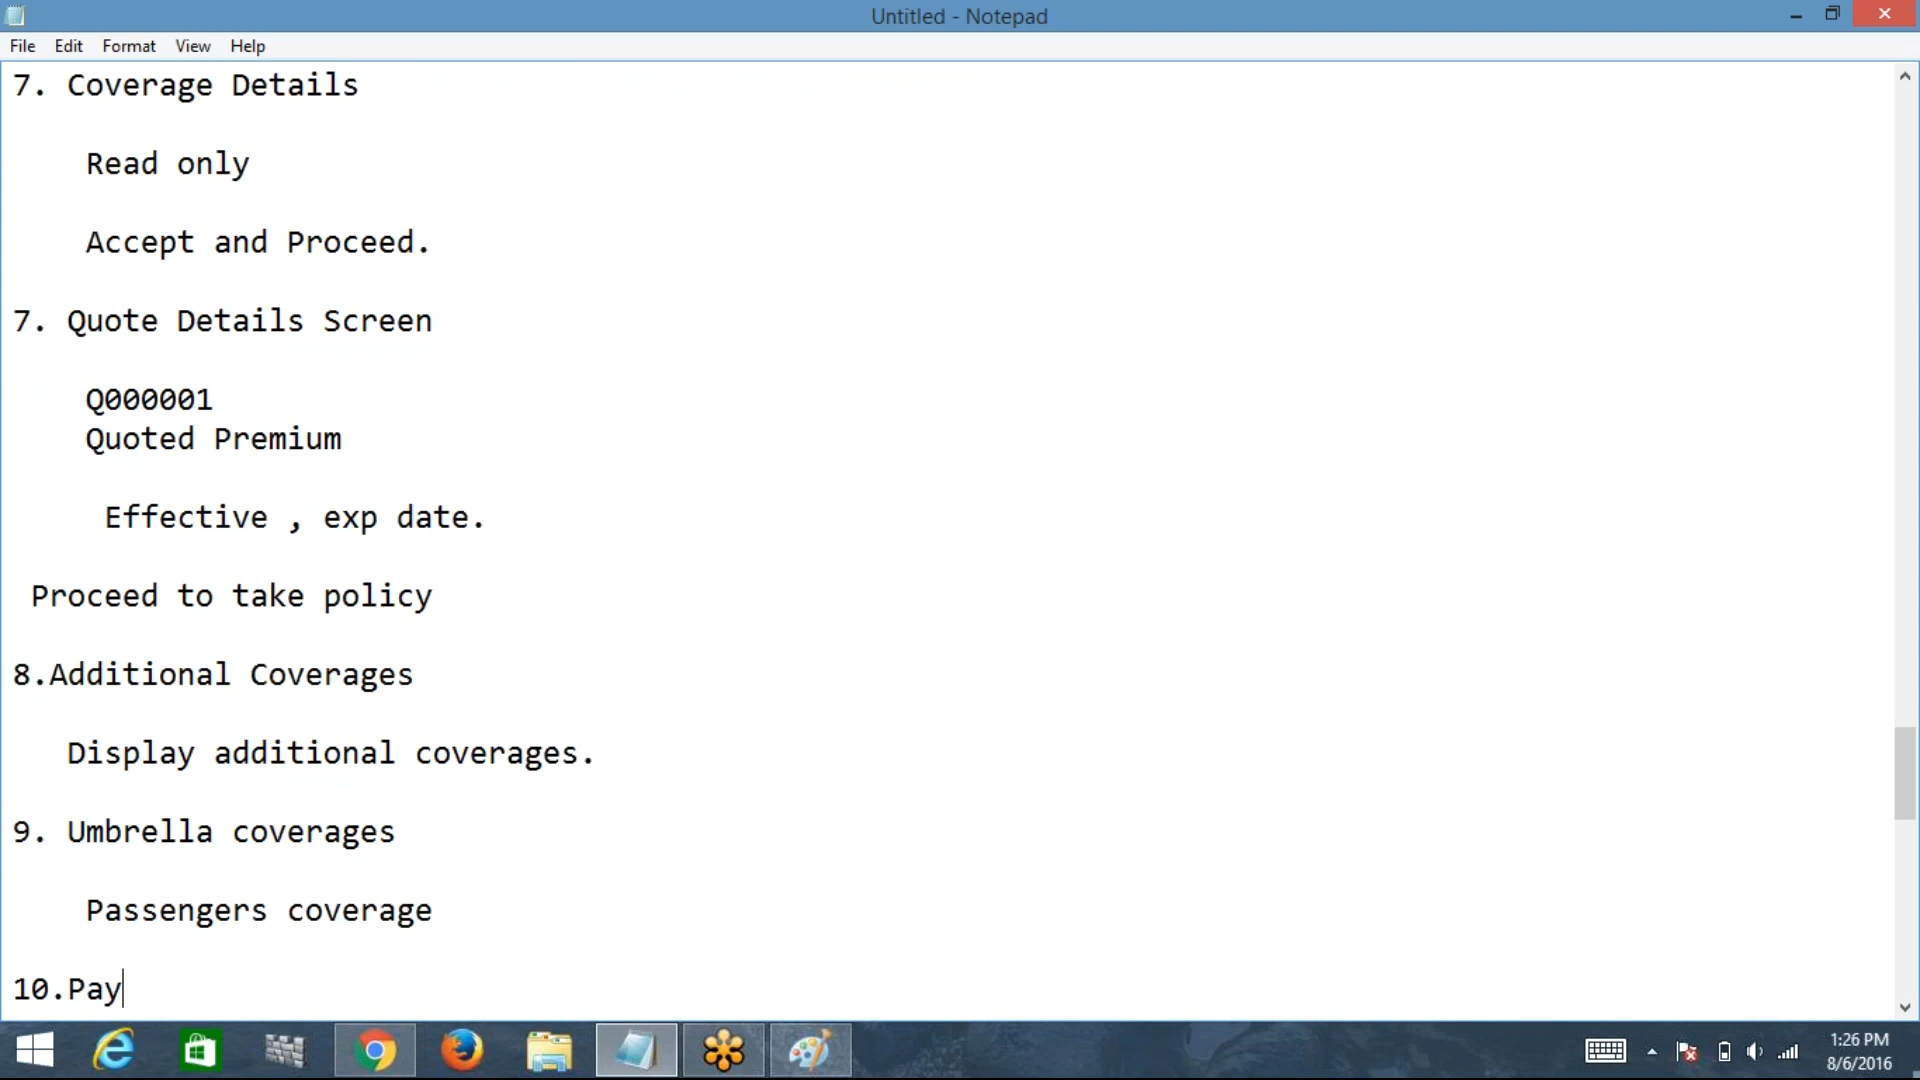 Untitled - Notepad
File Edit Format View Help
7. Coverage Details
Read only
Accept and Proceed.
7. Quote Details Screen
Q000001
Quoted Premium
Effective , exp date.
Proceed to take policy
8.Additional Coverages
Display additional coverages.
9. Umbrella coverages
Passengers coverage
10.Pay
1:26 PM
8/6/2016